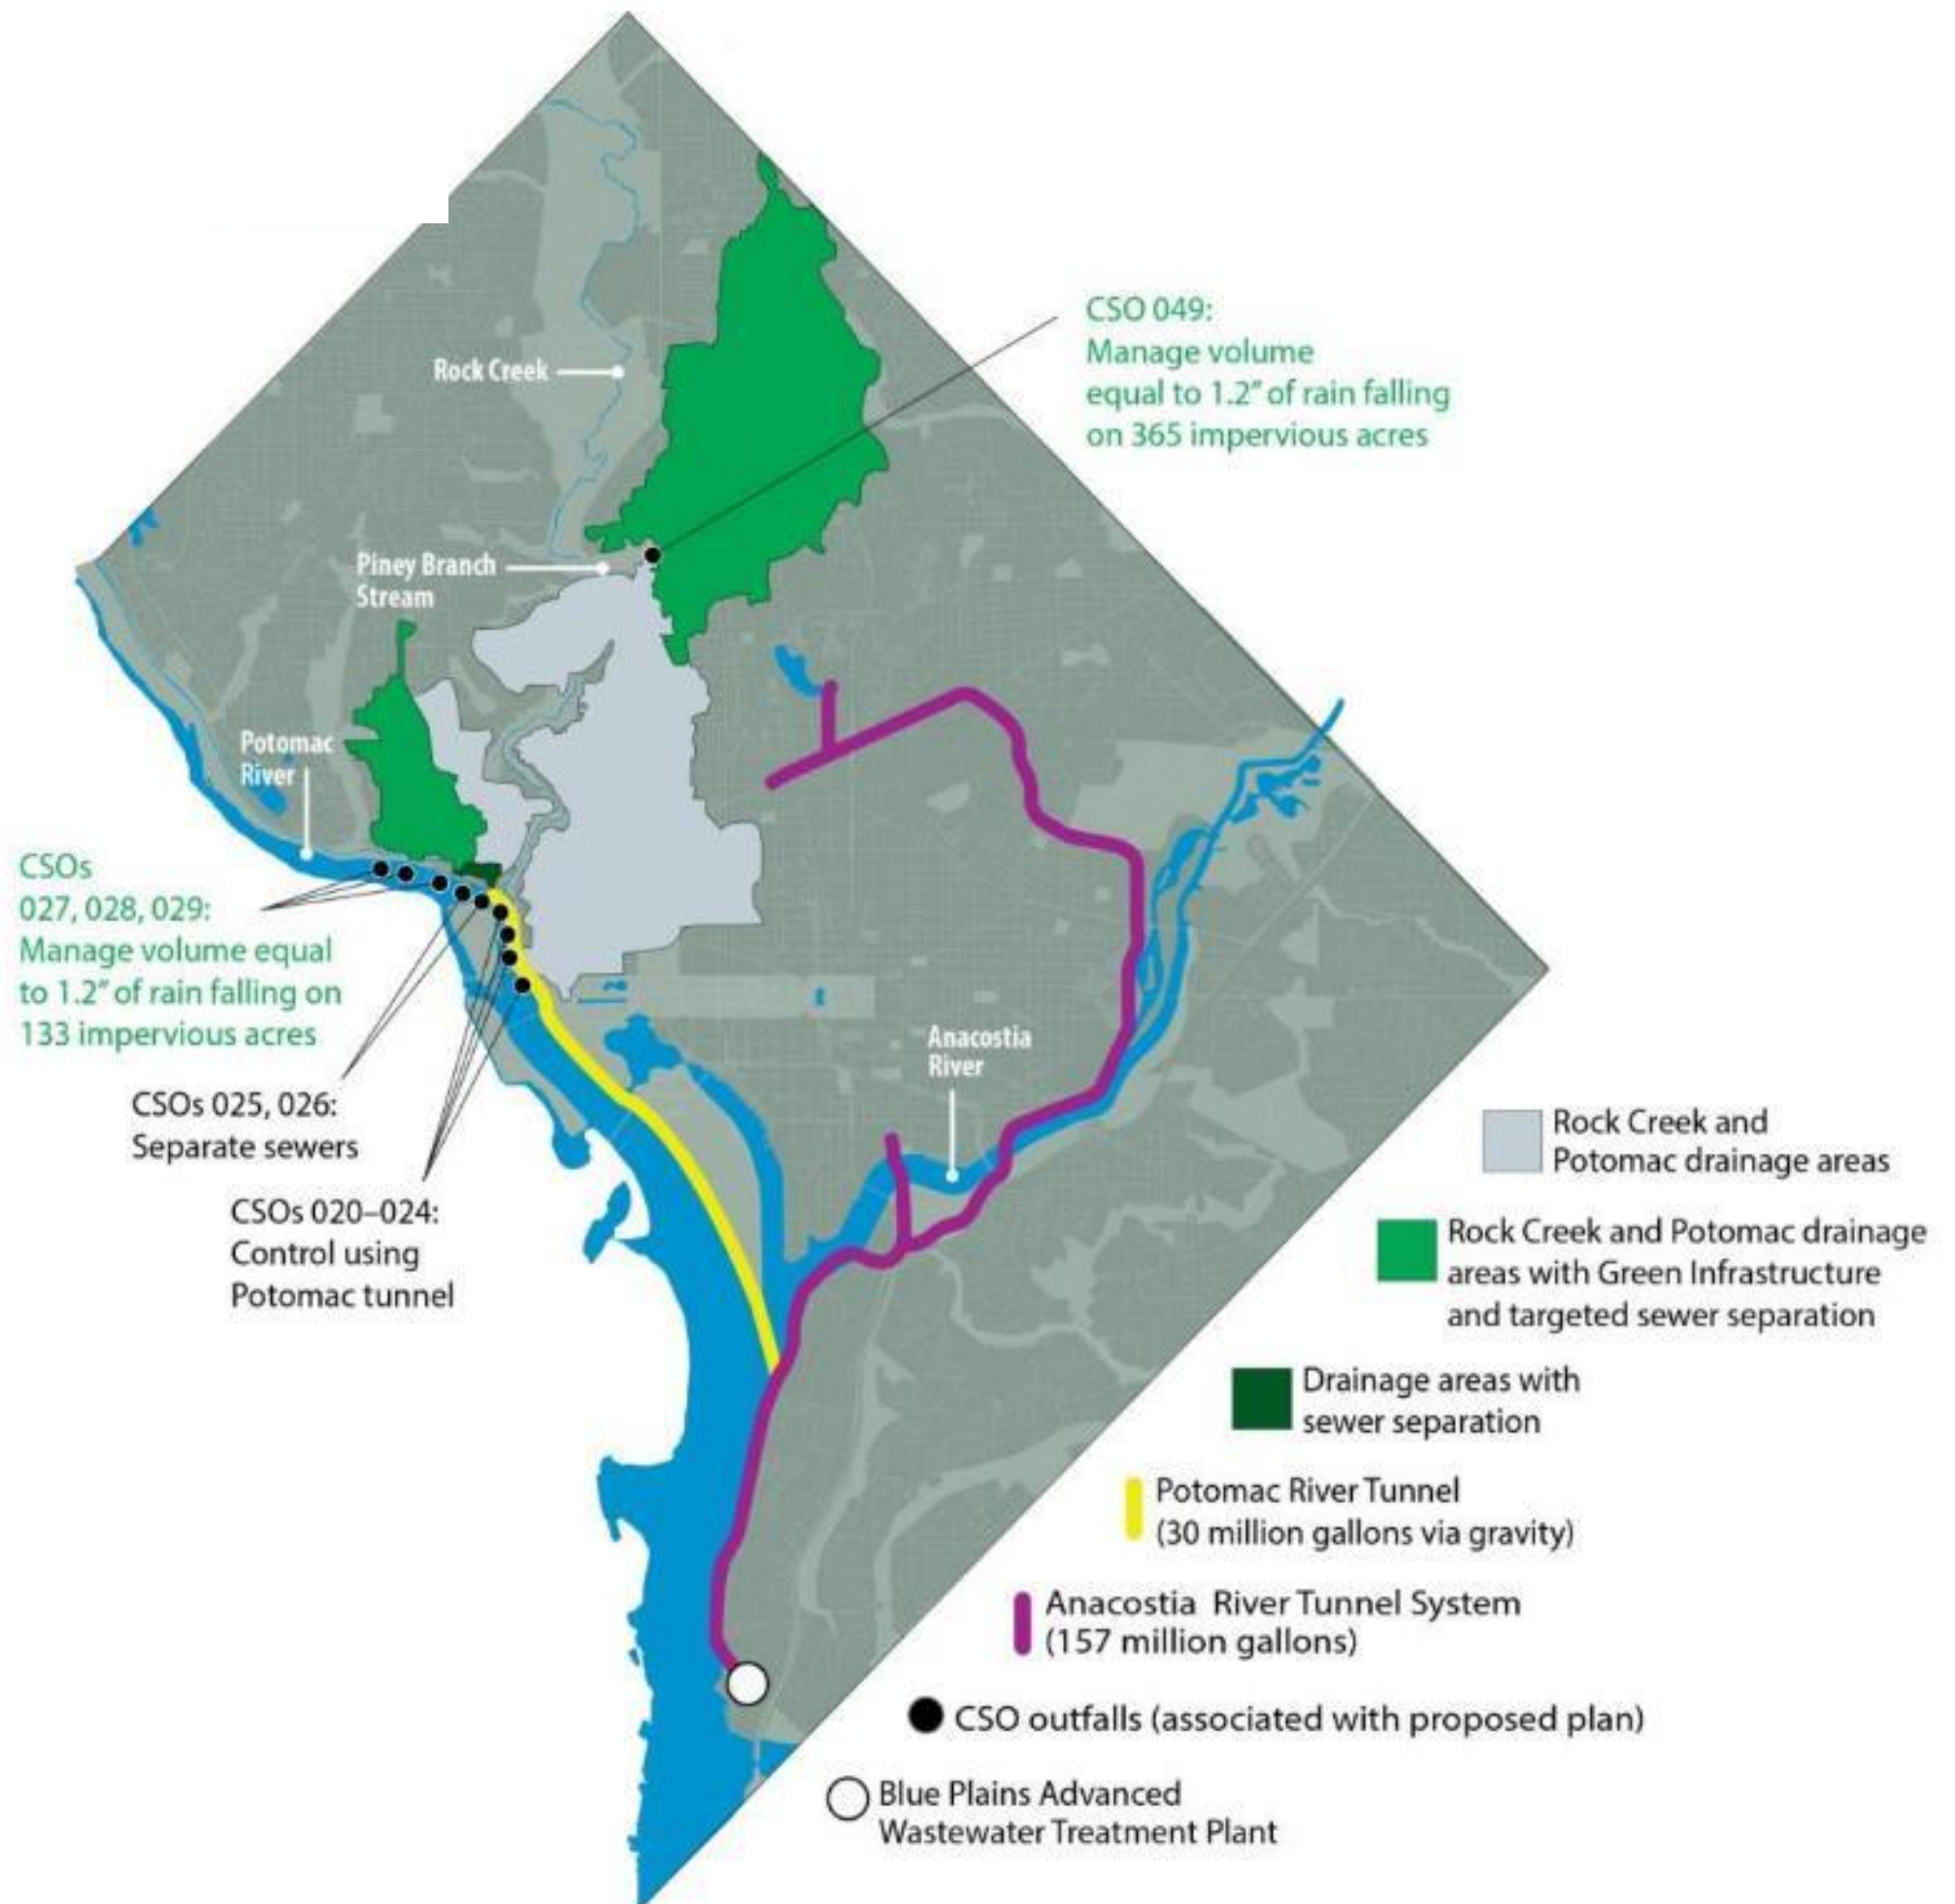 CSO 049:
Manage volume
equal to 1.2” of rain falling
on 365 impervious acres
Rock Creek
Piney Branch
Stream
Potomac
River
CSOs
027, 028, 029:
Manage volume equal
to 1.2” of rain falling on
133 impervious acres
Anacostia
River
CSOs 025, 026:
Separate sewers
CSOs 020–024:
Control using
Potomac tunnel
Rock Creek and
Potomac drainage areas
Rock Creek and Potomac drainage
areas with Green Infrastructure
and targeted sewer separation
Drainage areas with
sewer separation
Potomac River Tunnel
(30 million gallons via gravity)
Anacostia River Tunnel System
(157 million gallons)
CSO outfalls (associated with proposed plan)
Blue Plains Advanced
Wastewater Treatment Plant